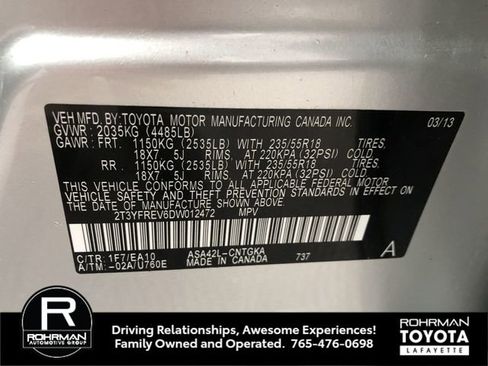 VEH MFD BY:TOYOTA MOTOR MANUFACTURING CANADA INC. 03/13
GVWR: 2035KG (4485LB)
GAWR: FRT. 1150KG (2535LB) WITH 235/55R18 TIRES.
18X7 5J RIMS. AT 220KPA (32PSI) COLD
RR 1150KG (2535LB) WITH 235/55R18 TIRES.
18X7 5J RIMS. AT 220KPA (32PSI) COLD
THIS VEHICLE CONFORMS TO ALL APPLICABLE FEDERAL MOTOR
VEHICLE SAFETY AND THEFT PREVENTION STANDARDS IN EFFECT ON
THE DATE OF MANUFACTURE SHOWN ABOVE.
2T3YFREV6DW012472 MPV
C/TR: 1F7/EA10 ASA42L-CNTGKA A
A/TM: -02A/U760E MADE IN CANADA 737
R
ROHRMAN
AUTOMOTIVE GROUP
Driving Relationships, Awesome Experiences!
Family Owned and Operated. 765-476-0698
ROHRMAN
TOYOTA
LAFAYETTE